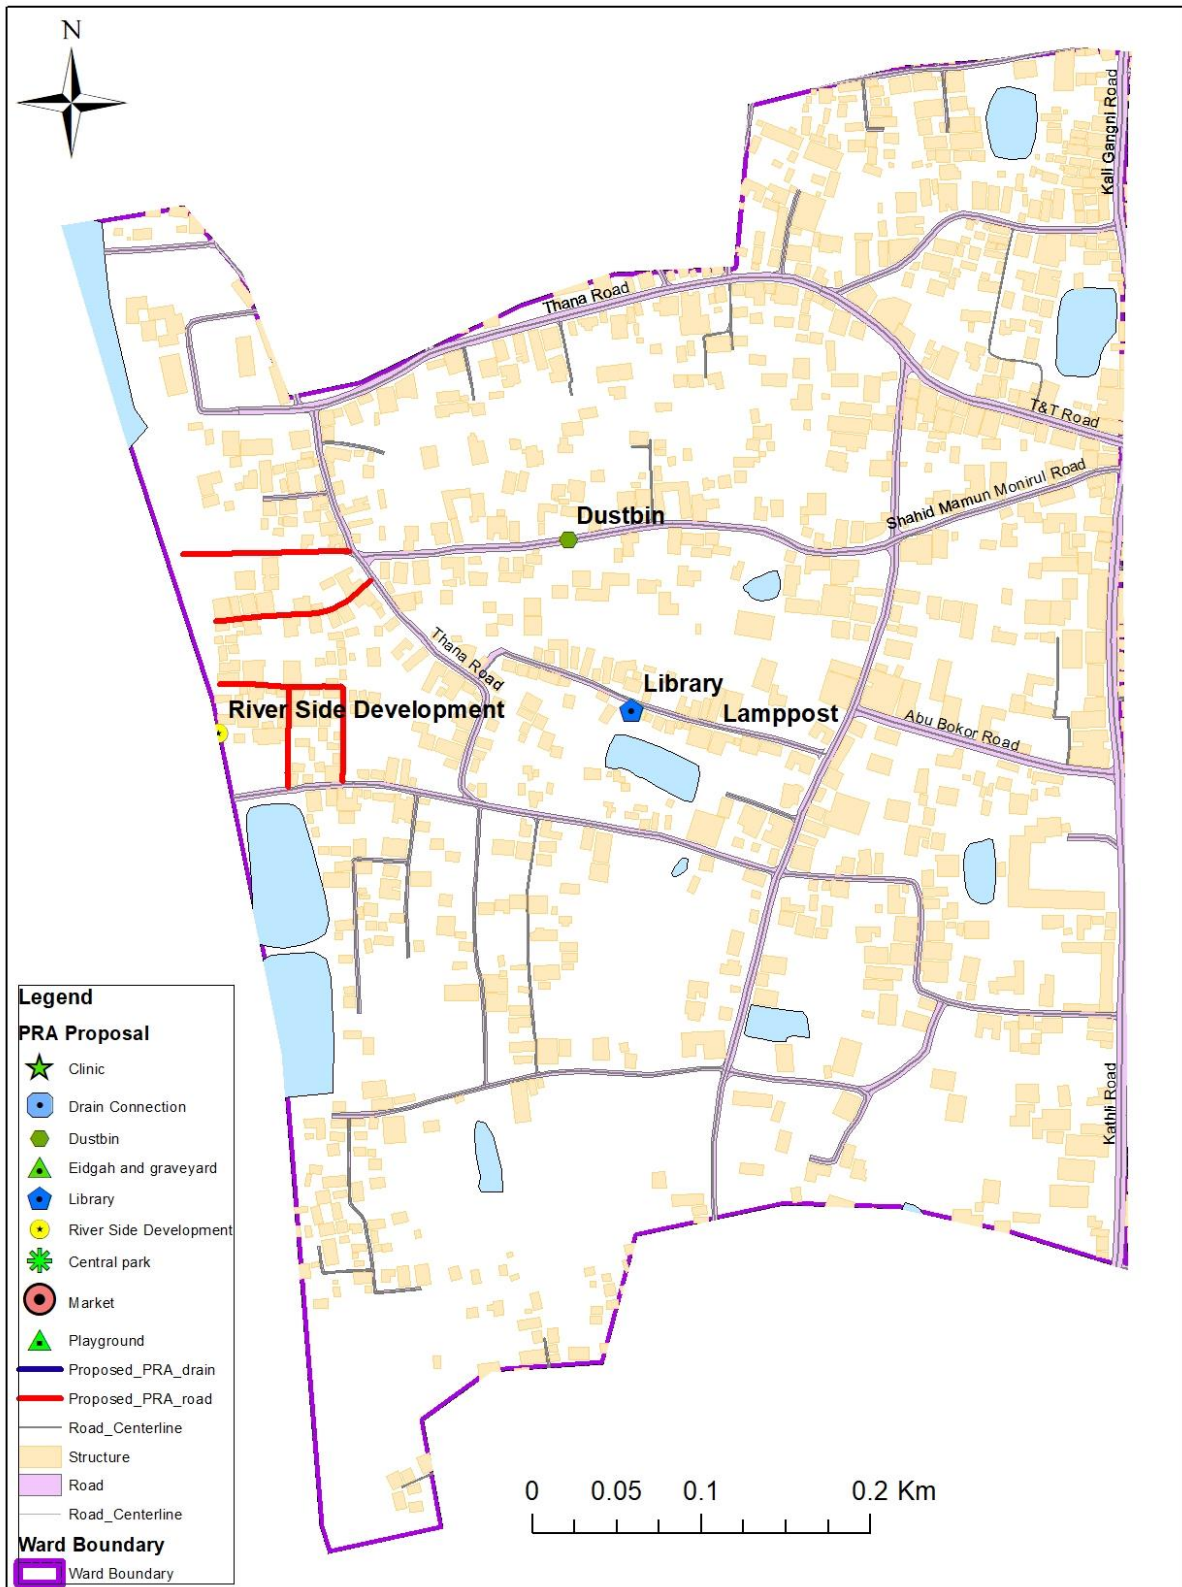 N
Kali Gangni Road
Thana Road
T&T Road
Shahid Mamun Monirul Road
Dustbin
Thana Road
Library
River Side Development
Lamppost
Abu Bokor Road
Kathli Road
Legend
PRA Proposal
Clinic
Drain Connection
Dustbin
Eidgah and graveyard
Library
River Side Development
Central park
Market
Playground
Proposed_PRA_drain
Proposed_PRA_road
Road_Centerline
Structure
Road
Road_Centerline
Ward Boundary
Ward Boundary
0 0.05 0.1 0.2 Km